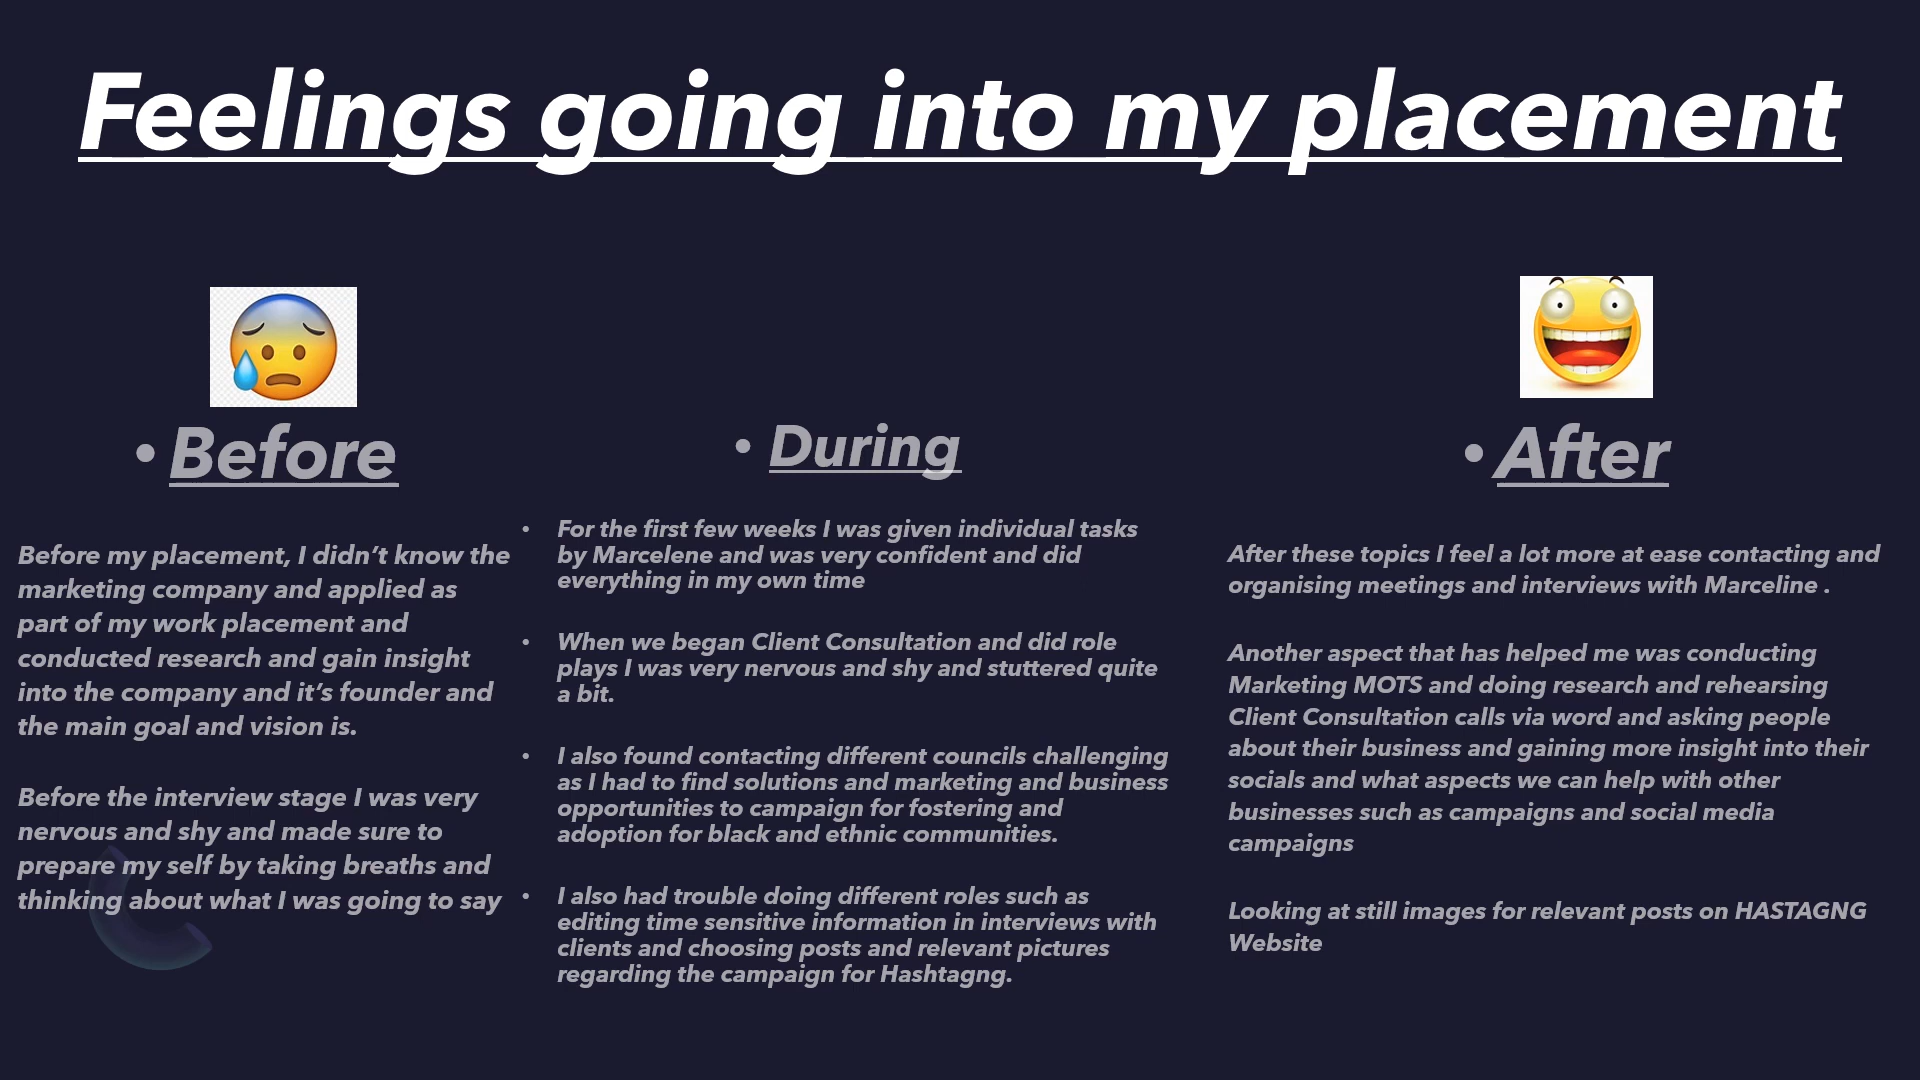 Feelings going into my placement
• Before
Before my placement, I didn’t know the
marketing company and applied as
part of my work placement and
conducted research and gain insight
into the company and it’s founder and
the main goal and vision is.
Before the interview stage I was very
nervous and shy and made sure to
prepare my self by taking breaths and
thinking about what I was going to say
• During
• For the first few weeks I was given individual tasks
by Marcelene and was very confident and did
everything in my own time
• When we began Client Consultation and did role
plays I was very nervous and shy and stuttered quite
a bit.
• I also found contacting different councils challenging
as I had to find solutions and marketing and business
opportunities to campaign for fostering and
adoption for black and ethnic communities.
• I also had trouble doing different roles such as
editing time sensitive information in interviews with
clients and choosing posts and relevant pictures
regarding the campaign for Hashtagng.
• After
After these topics I feel a lot more at ease contacting and
organising meetings and interviews with Marceline .
Another aspect that has helped me was conducting
Marketing MOTS and doing research and rehearsing
Client Consultation calls via word and asking people
about their business and gaining more insight into their
socials and what aspects we can help with other
businesses such as campaigns and social media
campaigns
Looking at still images for relevant posts on HASTAGNG
Website